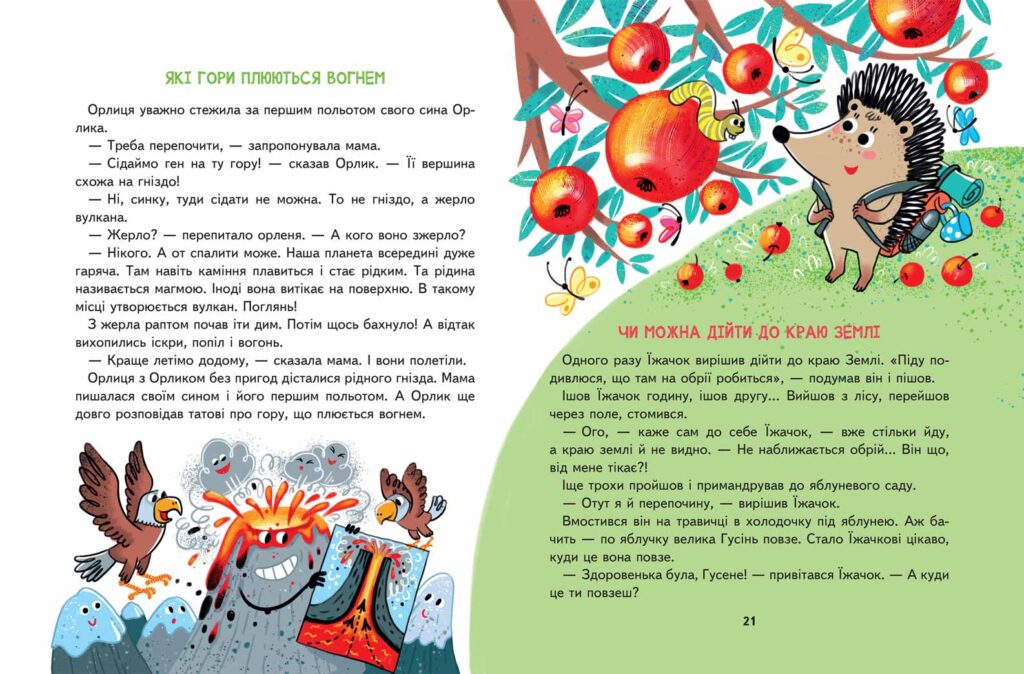 ЯКІ ГОРИ ПЛЮЮТЬСЯ ВОГНЕМ
Орлиця уважно стежила за першим польотом свого сина Ор-
лика.
— Треба перепочити, — запропонувала мама.
— Сідаймо ген на ту гору! — сказав Орлик. — Її вершина
схожа на гніздо!
— Ні, синку, туди сідати не можна. То не гніздо, а жерло
вулкана.
— Жерло? — перепитало орленя. — А кого воно зжерло?
— Нікого. А от спалити може. Наша планета всередині дуже
гаряча. Там навіть каміння плавиться і стає рідким. Та рідина
називається магмою. Іноді вона витікає на поверхню. В такому
місці утворюється вулкан. Поглянь!
З жерла раптом почав іти дим. Потім щось бахнуло! А відтак
вихопились іскри, попіл і вогонь.
— Краще летімо додому, — сказала мама. І вони полетіли.
Орлиця з Орликом без пригод дісталися рідного гнізда. Мама
пишалася своїм сином і його першим польотом. А Орлик ще
довго розповідав татові про гору, що плюється вогнем.
ЧИ МОЖНА ДІЙТИ ДО КРАЮ ЗЕМЛІ
Одного разу Їжачок вирішив дійти до краю Землі. «Піду по-
дивлюся, що там на обрії робиться», — подумав він і пішов.
Ішов Їжачок годину, ішов другу... Вийшов з лісу, перейшов
через поле, стомився.
— Ого, — каже сам до себе Їжачок, — вже стільки йду,
а краю землі й не видно. — Не наближається обрій... Він що,
від мене тікає?!
Іще трохи пройшов і примандрував до яблуневого саду.
— Отут я й перепочину, — вирішив Їжачок.
Вмостився він на травичці в холодочку під яблунею. Аж ба-
чить — по яблучку велика Гусінь повзе. Стало Їжачкові цікаво,
куди це вона повзе.
— Здоровенька була, Гусене! — привітався Їжачок. — А куди
це ти повзеш?
21